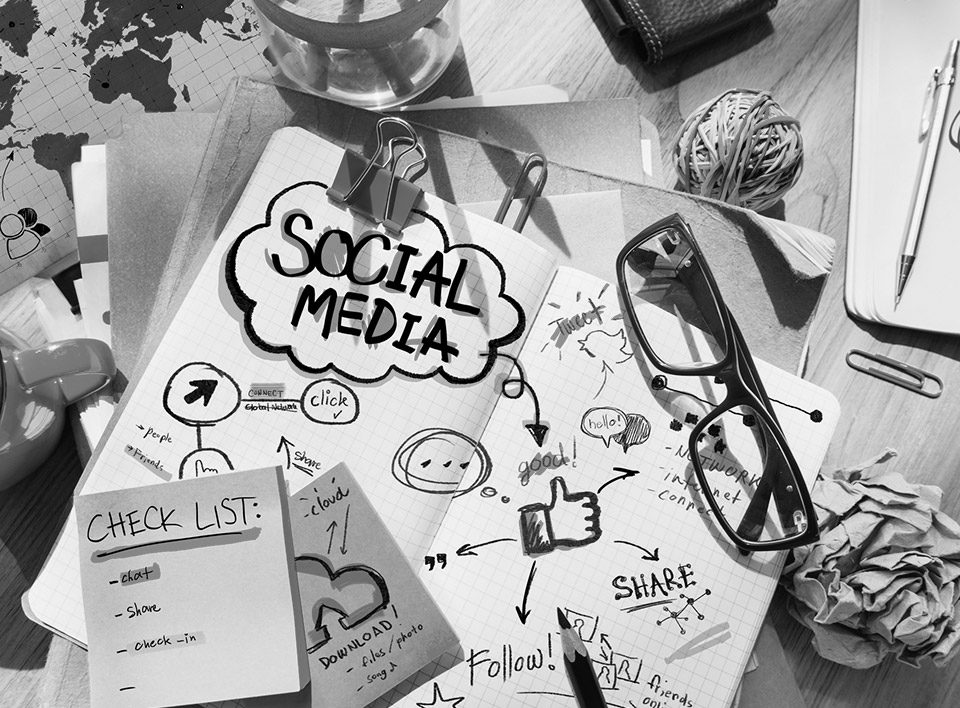 SOCIAL
MEDIA
Tweet
CONNECT
Global Network
click
hello!
→ People
→ Friends
Share
good!
- NETWORK
- internet
- connect
cloud
CHECK LIST:
- chat
- Share
- check-in
-
DOWNLOAD!
- files/photo
- song
SHARE
Follow!
friends